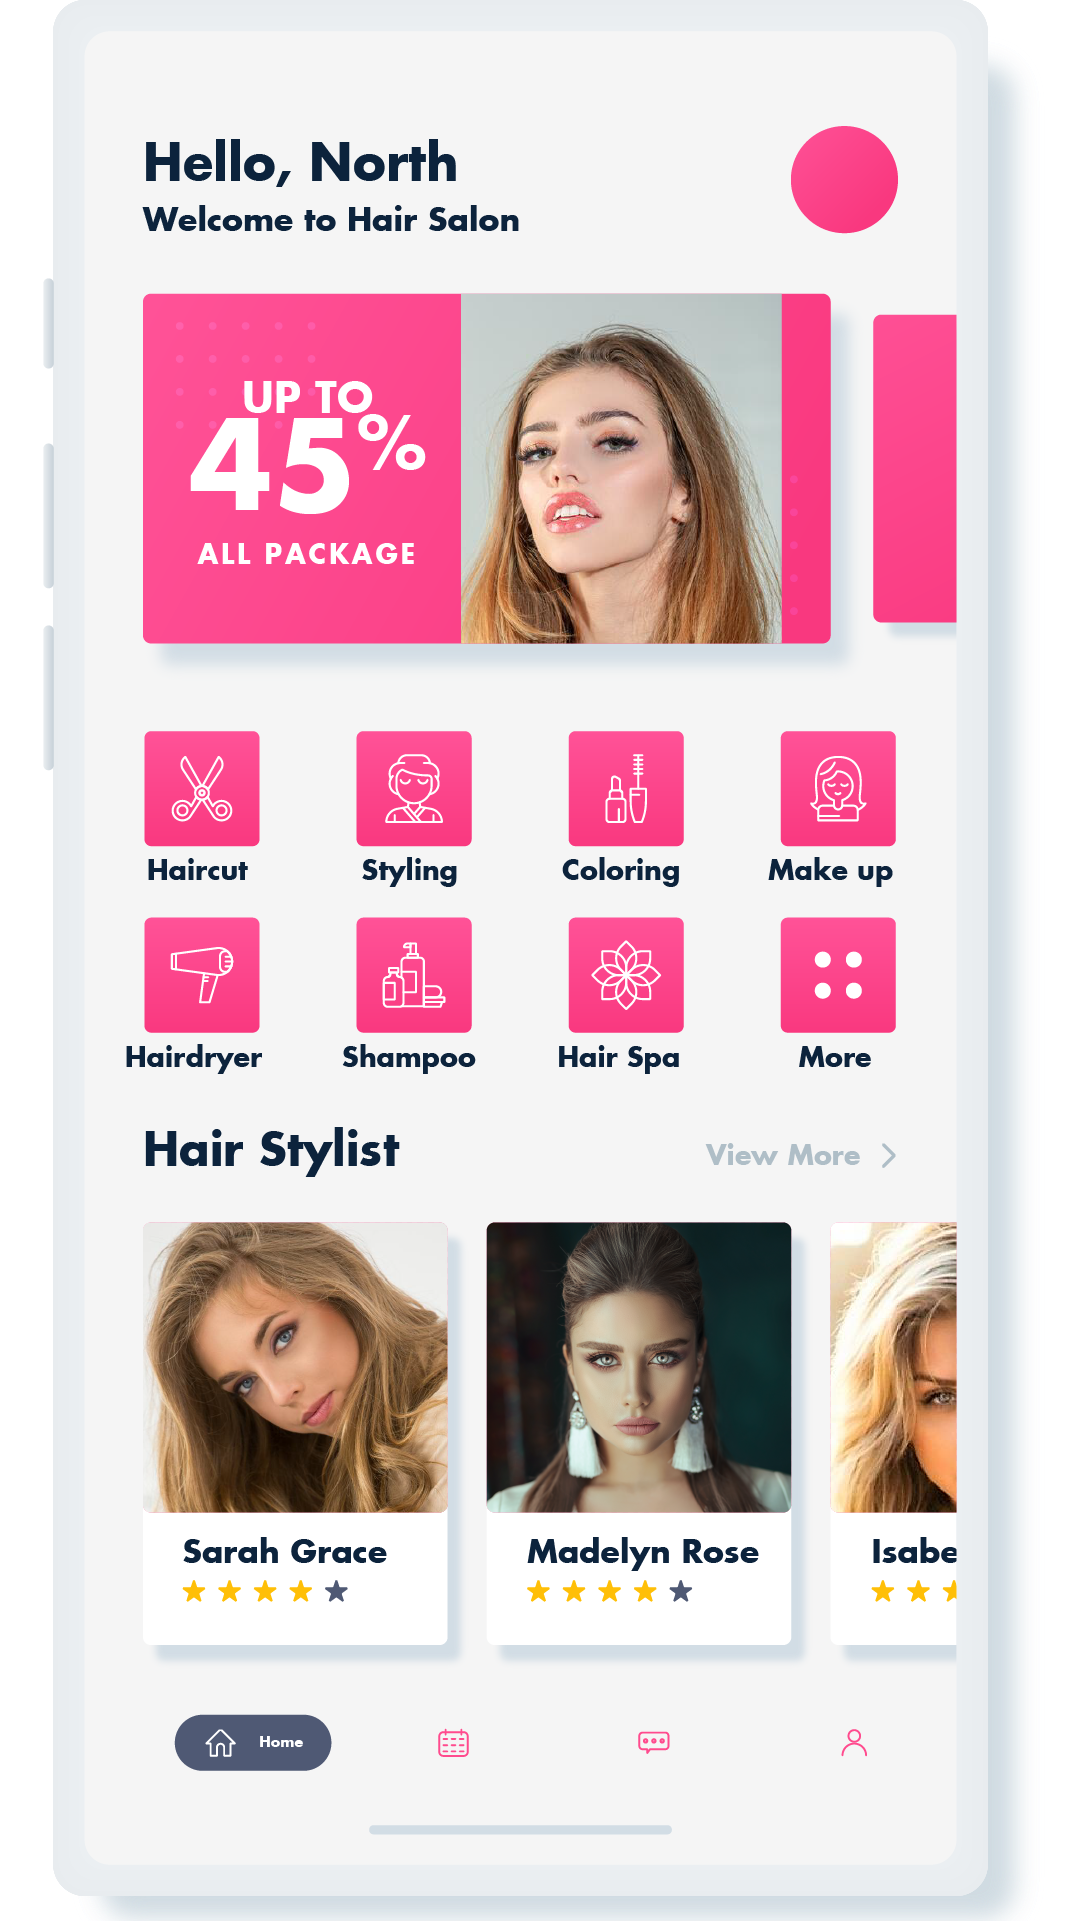 Hello, North
Welcome to Hair Salon
UP TO
45%
ALL PACKAGE
Haircut
Styling
Coloring
Make up
Hairdryer
Shampoo
Hair Spa
More
Hair Stylist
View More
Sarah Grace
Madelyn Rose
Isabe
Home